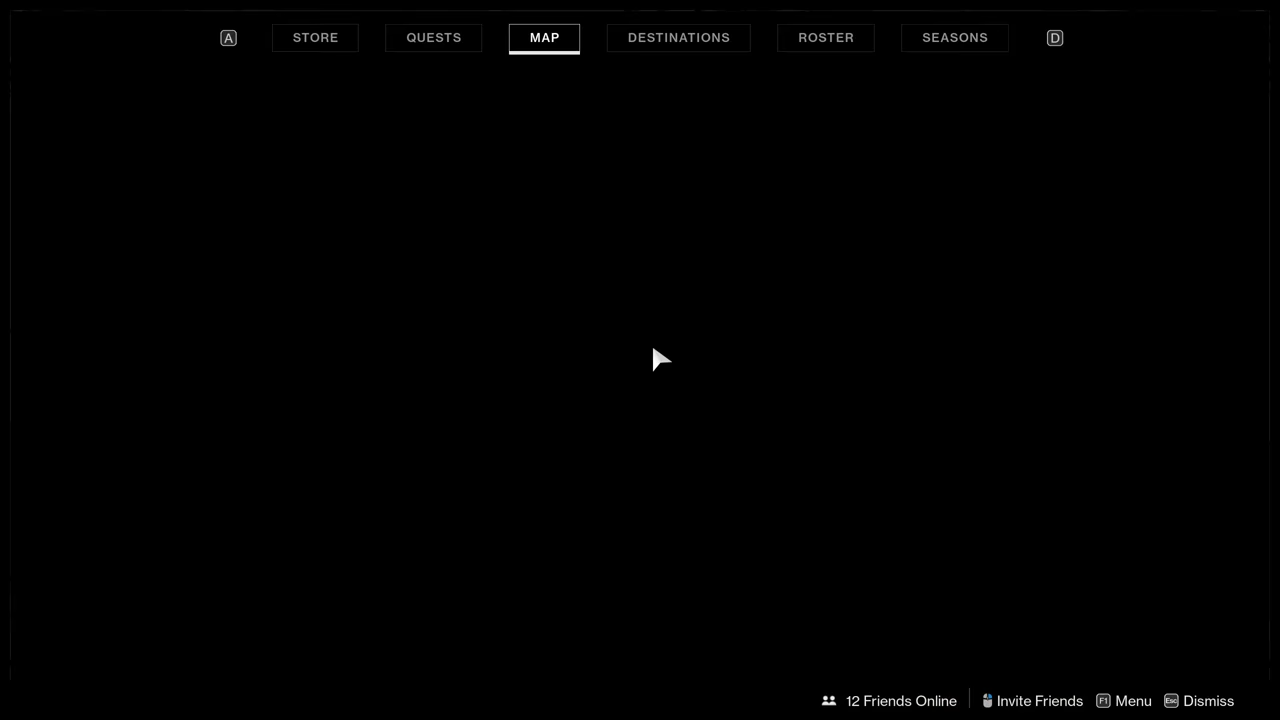 A STORE QUESTS MAP DESTINATIONS ROSTER SEASONS D
12 Friends Online Invite Friends F1 Menu Esc Dismiss